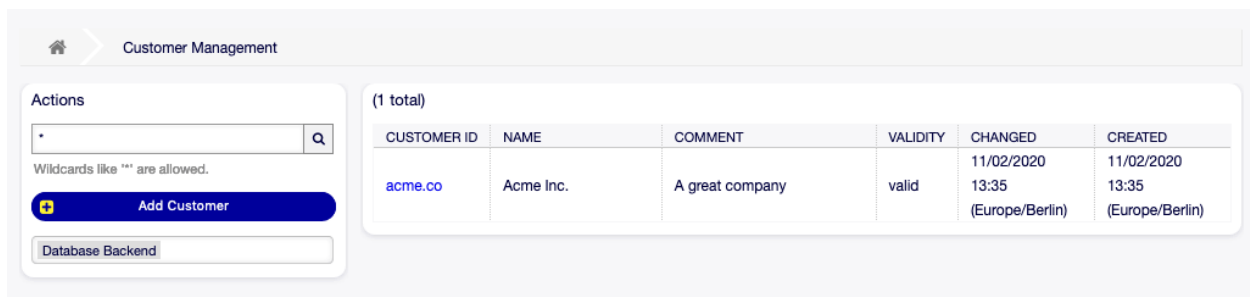 Customer Management
Actions
*
Wildcards like '*' are allowed.
Add Customer
Database Backend
(1 total)
CUSTOMER ID NAME COMMENT VALIDITY CHANGED CREATED
acme.co Acme Inc. A great company valid 11/02/2020 13:35 (Europe/Berlin) 11/02/2020 13:35 (Europe/Berlin)